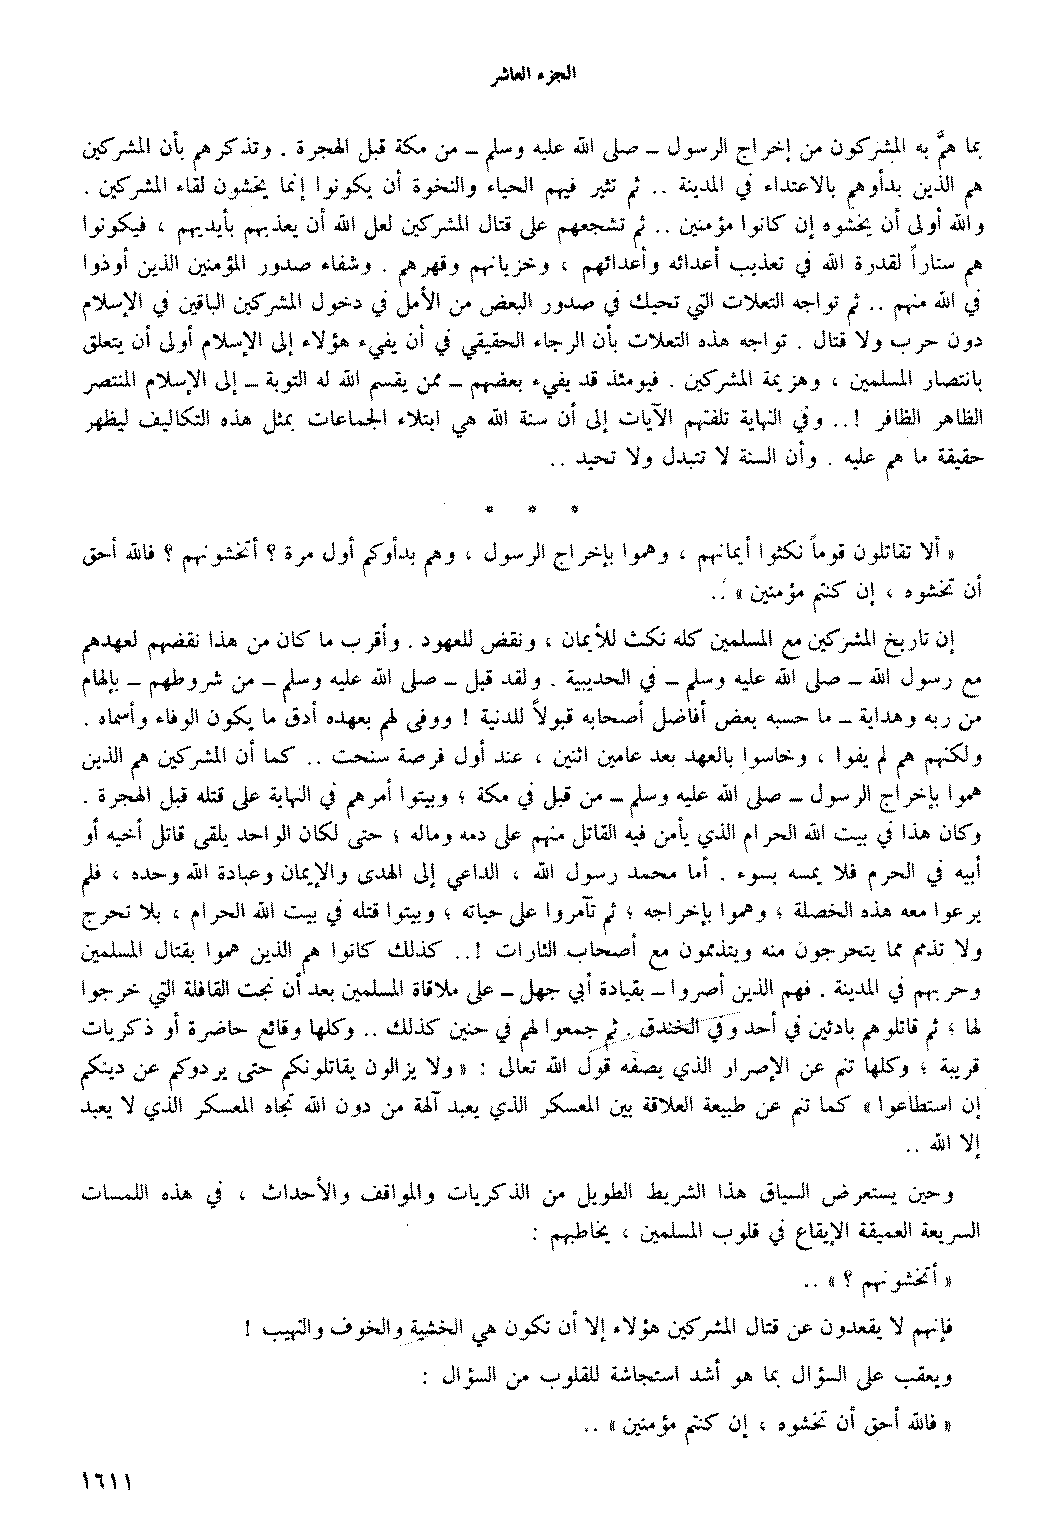 الجزء العاشر
بما همَّ به المشركون من إخراج الرسول ــ صلى الله عليه وسلم ــ من مكة قبل الهجرة . وتذكرهم بأن المشركين
هم الذين بدأوهم بالاعتداء في المدينة .. ثم تثير فيهم الحياء والنخوة أن يكونوا إنما يخشون لقاء المشركين .
والله أولى أن يخشوه إن كانوا مؤمنين .. ثم تشجعهم على قتال المشركين لعل الله أن يعذبهم بأيديهم ، فيكونوا
هم ستاراً لقدرة الله في تعذيب أعدائه وأعدائهم ، وخزيانهم وقهرهم . وشفاء صدور المؤمنين الذين أوذوا
في الله منهم .. ثم تواجه التعلات التي تحيك في صدور البعض من الأمل في دخول المشركين الباقين في الإسلام
دون حرب ولا قتال . تواجه هذه التعلات بأن الرجاء الحقيقي في أن يفيء هؤلاء إلى الإسلام أولى أن يتعلق
بانتصار المسلمين ، وهزيمة المشركين . فيومئذ قد يفيء بعضهم ــ ممن يقسم الله له التوبة ــ إلى الإسلام المنتصر
الظاهر الظافر !.. وفي النهاية تلفتهم الآيات إلى أن سنة الله هي ابتلاء الجماعات بمثل هذه التكاليف ليظهر
حقيقة ما هم عليه . وأن السنة لا تتبدل ولا تحيد ..
* * *
« ألا تقاتلون قوماً نكثوا أيمانهم ، وهموا بإخراج الرسول ، وهم بدأوكم أول مرة ؟ أتخشونهم ؟ فالله أحق
أن تخشوه ، إن كنتم مؤمنين » ..
إن تاريخ المشركين مع المسلمين كله نكث للأيمان ، ونقض للعهود . وأقرب ما كان من هذا نقضهم لعهدهم
مع رسول الله ــ صلى الله عليه وسلم ــ في الحديبية . ولقد قبل ــ صلى الله عليه وسلم ــ من شروطهم ــ بإلهام
من ربه وهداية ــ ما حسبه بعض أفاضل أصحابه قبولاً للدنية ! ووفى لهم بعهده أدق ما يكون الوفاء وأسماه .
ولكنهم هم لم يفوا ، وخاسوا بالعهد بعد عامين اثنين ، عند أول فرصة سنحت .. كما أن المشركين هم الذين
هموا بإخراج الرسول ــ صلى الله عليه وسلم ــ من قبل في مكة ؛ وبيتوا أمرهم في النهاية على قتله قبل الهجرة .
وكان هذا في بيت الله الحرام الذي يأمن فيه القاتل منهم على دمه وماله ؛ حتى لكان الواحد يلقى قاتل أخيه أو
أبيه في الحرم فلا يمسه بسوء . أما محمد رسول الله ، الداعي إلى الهدى والإيمان وعبادة الله وحده ، فلم
يرعوا معه هذه الخصلة ؛ وهموا بإخراجه ؛ ثم تآمروا على حياته ؛ وبيتوا قتله في بيت الله الحرام ، بلا تحرج
ولا تذمم مما يتحرجون منه ويتذممون مع أصحاب الثارات !.. كذلك كانوا هم الذين هموا بقتال المسلمين
وحربهم في المدينة . فهم الذين أصروا ــ بقيادة أبي جهل ــ على ملاقاة المسلمين بعد أن نجت القافلة التي خرجوا
لها ؛ ثم قاتلوهم بادئين في أحد وفي الخندق . ثم جمعوا لهم في حنين كذلك .. وكلها وقائع حاضرة أو ذكريات
قريبة ؛ وكلها تنم عن الإصرار الذي يصفه قول الله تعالى : « ولا يزالون يقاتلونكم حتى يردوكم عن دينكم
إن استطاعوا » كما تنم عن طبيعة العلاقة بين المعسكر الذي يعبد آلهة من دون الله تجاه المعسكر الذي لا يعبد
إلا الله ..
وحين يستعرض السياق هذا الشريط الطويل من الذكريات والمواقف والأحداث ، في هذه اللمسات
السريعة العميقة الإيقاع في قلوب المسلمين ، يخاطبهم :
« أتخشونهم ؟ » ..
فإنهم لا يقعدون عن قتال المشركين هؤلاء إلا أن تكون هي الخشية والخوف والتهيب !
ويعقب على السؤال بما هو أشد استجاشة للقلوب من السؤال :
« فالله أحق أن تخشوه ، إن كنتم مؤمنين » ..
١٦١١